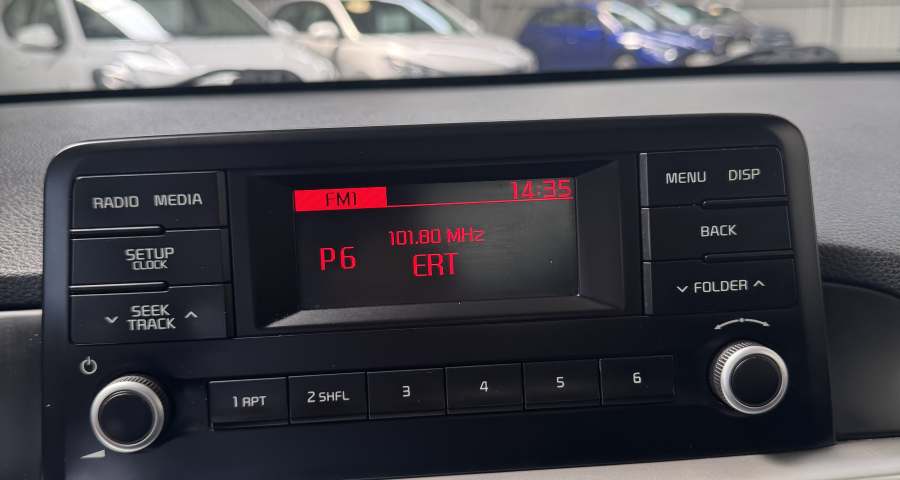 RADIO MEDIA
SETUP
CLOCK
SEEK
TRACK
FM1 14:35
101.80 MHz
P6 ERT
MENU DISP
BACK
FOLDER
1 RPT 2 SHFL 3 4 5 6